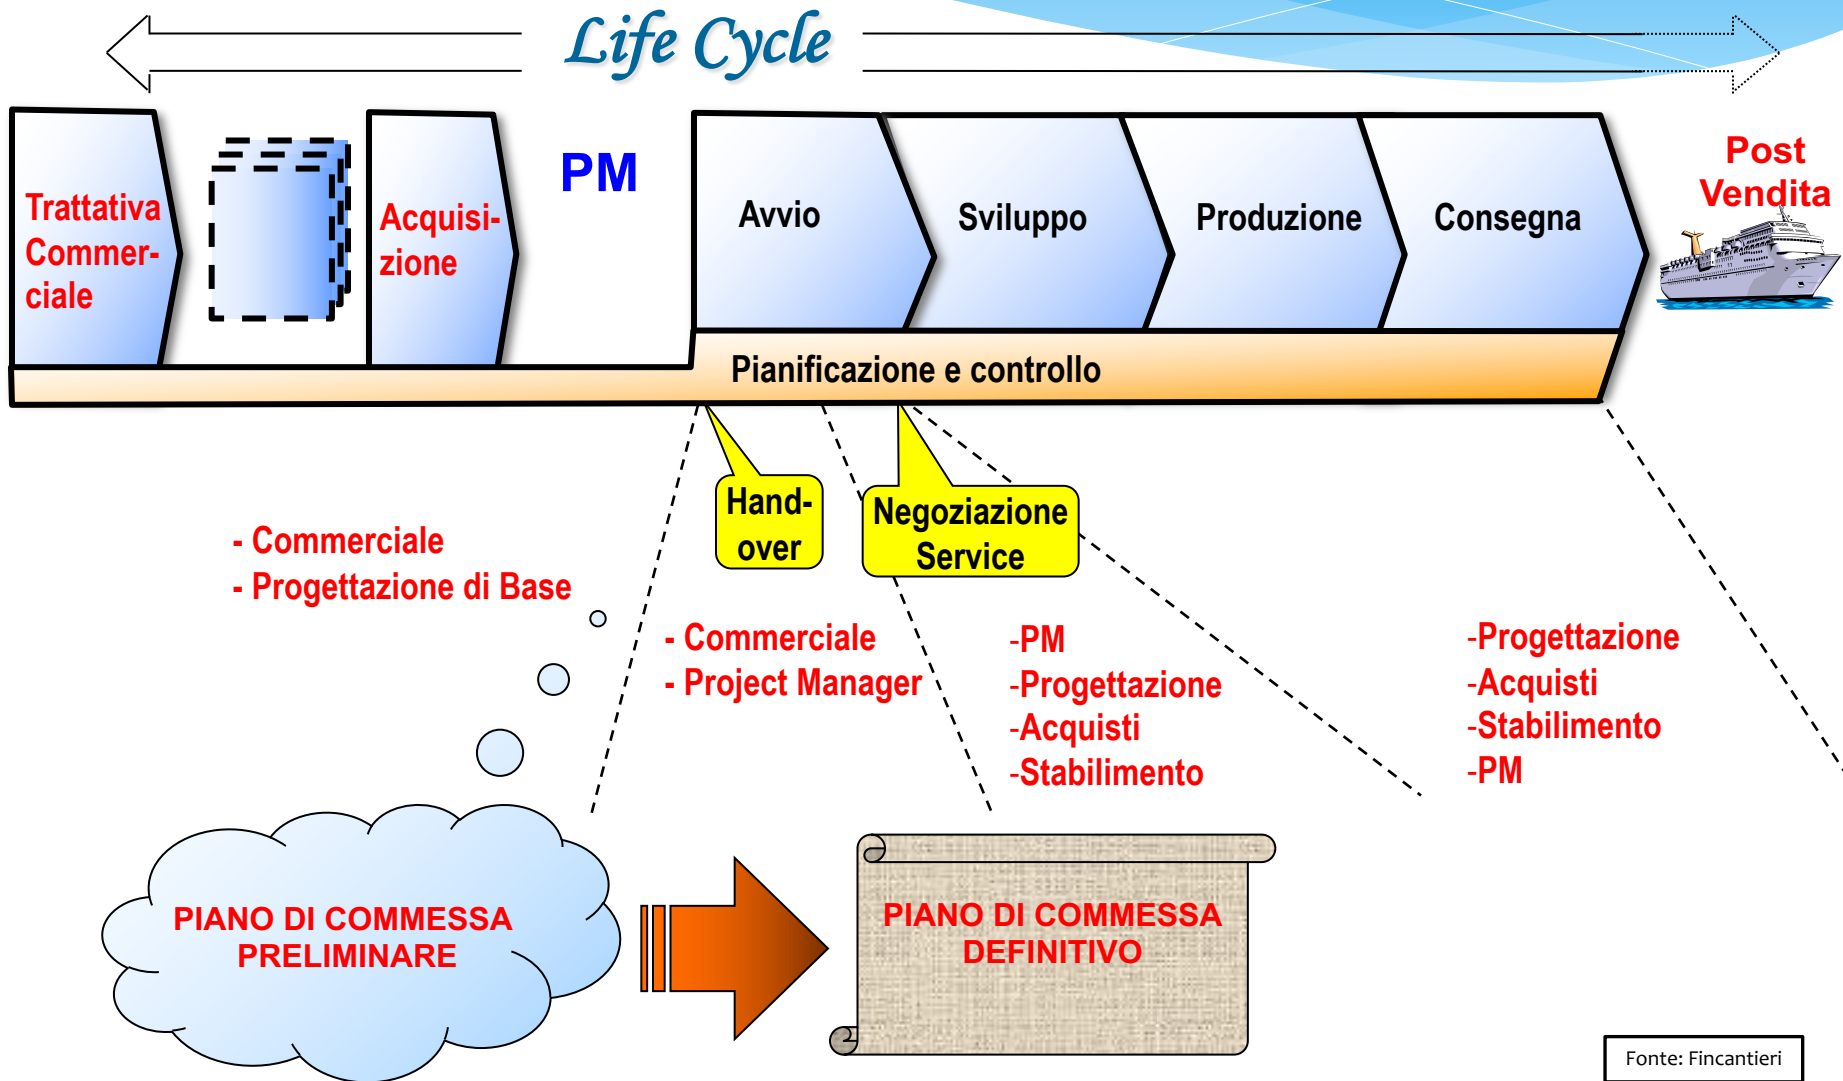 Life Cycle
Trattativa
Commer-
ciale
Acquisi-
zione
PM
Avvio
Sviluppo
Produzione
Consegna
Post
Vendita
Pianificazione e controllo
Hand-
over
Negoziazione
Service
- Commerciale
- Progettazione di Base
- Commerciale
- Project Manager
-PM
-Progettazione
-Acquisti
-Stabilimento
-Progettazione
-Acquisti
-Stabilimento
-PM
PIANO DI COMMESSA
PRELIMINARE
PIANO DI COMMESSA
DEFINITIVO
Fonte: Fincantieri